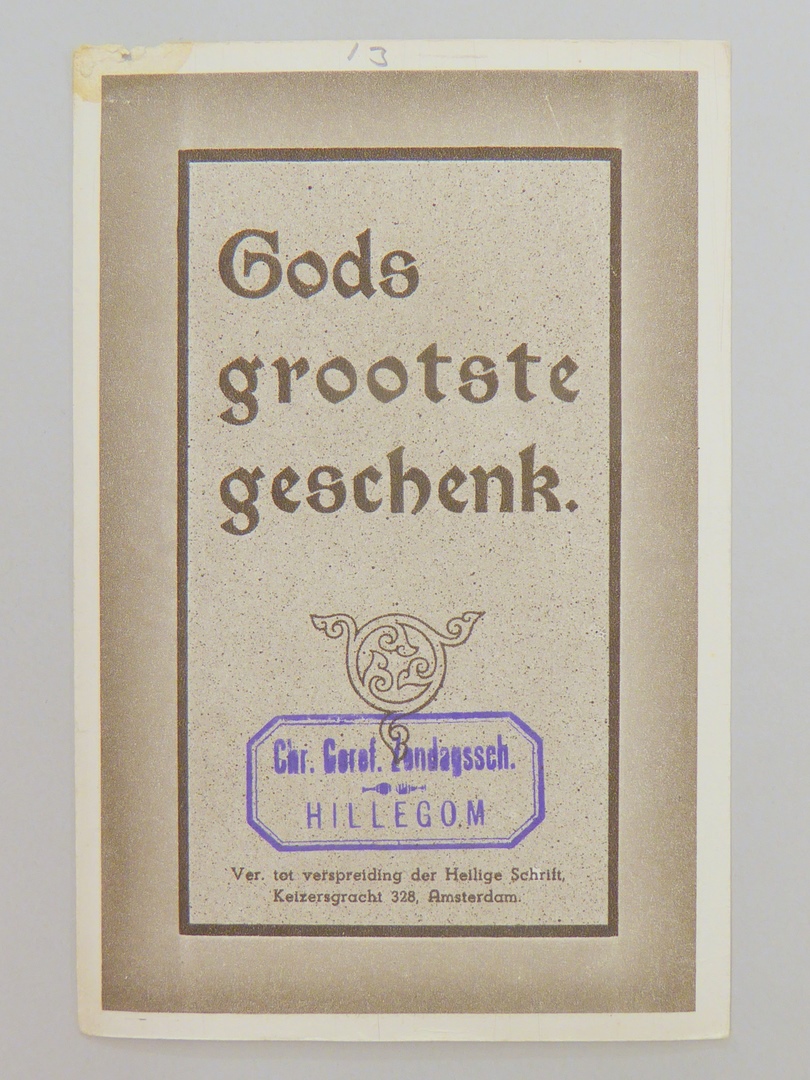 13
Gods
grootste
geschenk.
Chr. Geref. Zondagssch.
HILLEGOM
Ver. tot verspreiding der Heilige Schrift,
Keizersgracht 328, Amsterdam.